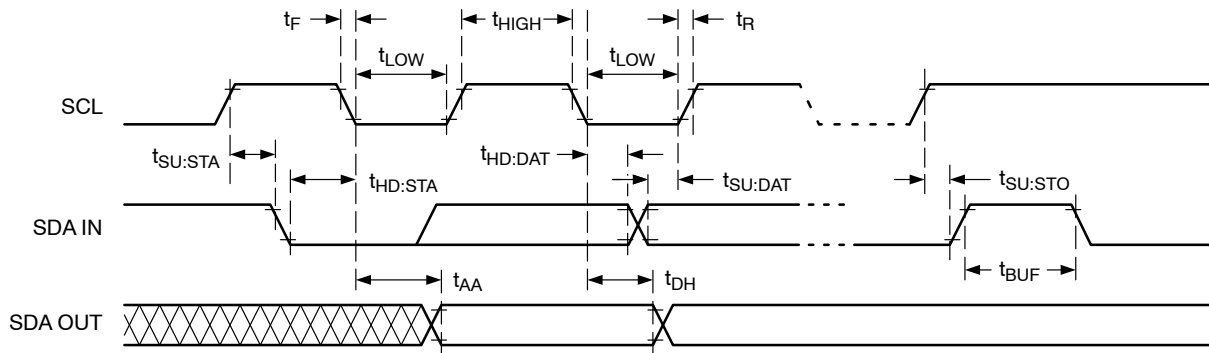 tF tHIGH tR
tLOW tLOW
SCL
tSU:STA tHD:STA tHD:DAT tSU:DAT tSU:STO
SDA IN
tBUF
tAA tDH
SDA OUT